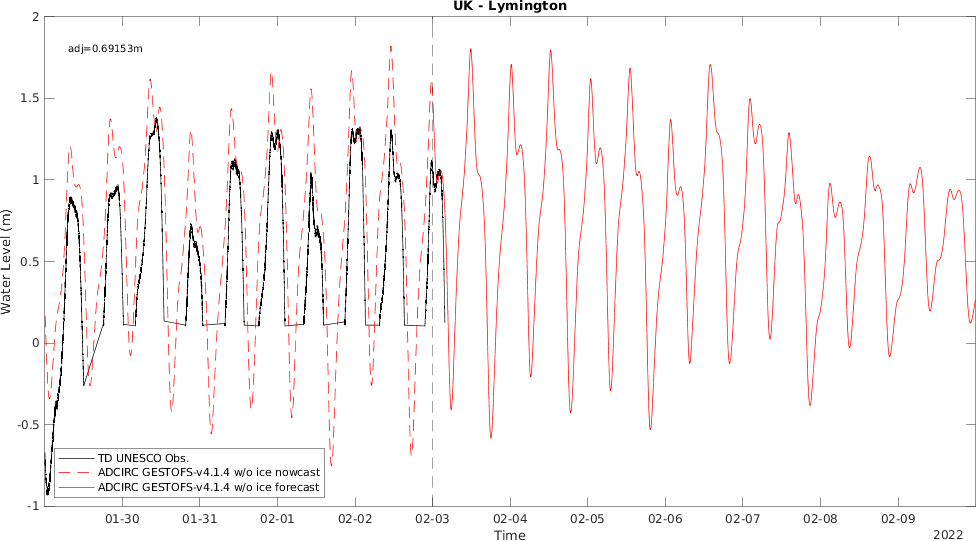 UK - Lymington
2
adj=0.69153m
1.5
1
0.5
0
-0.5
-1
Water Level (m)
TD UNESCO Obs.
ADCIRC GESTOFS-v4.1.4 w/o ice nowcast
ADCIRC GESTOFS-v4.1.4 w/o ice forecast
01-30 01-31 02-01 02-02 02-03 02-04 02-05 02-06 02-07 02-08 02-09
Time
2022